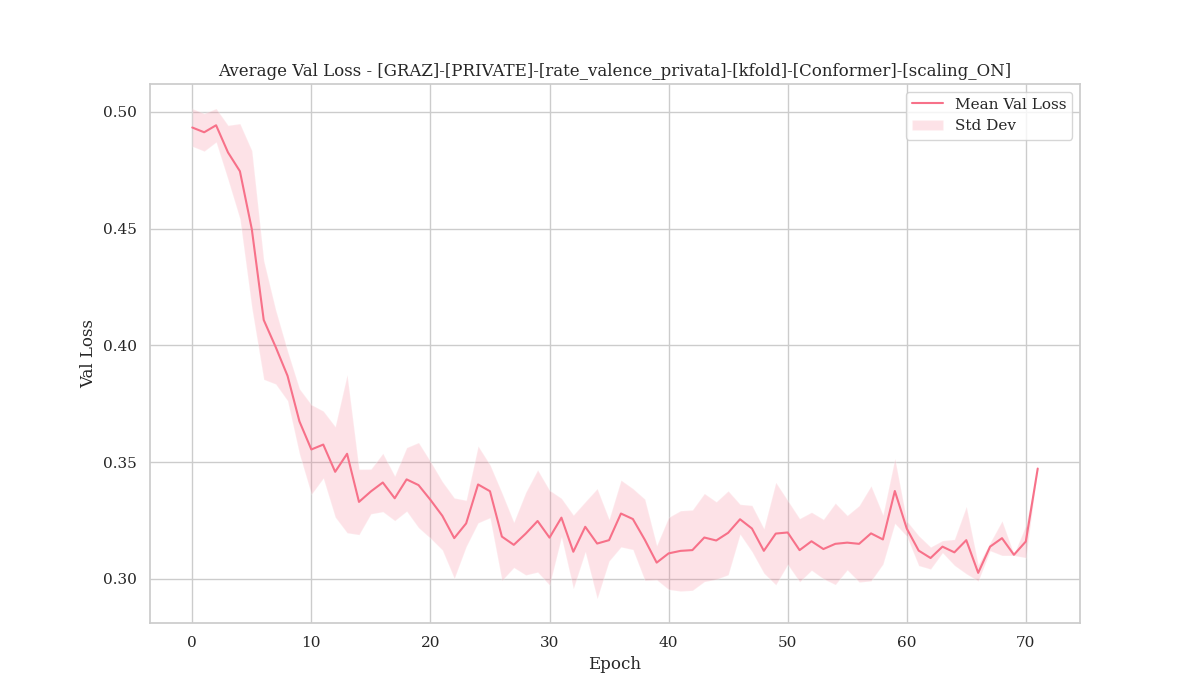 Average Val Loss - [GRAZ]-[PRIVATE]-[rate_valence_privata]-[kfold]-[Conformer]-[scaling_ON]
Mean Val Loss
Std Dev
0.50
0.45
0.40
0.35
0.30
Val Loss
0 10 20 30 40 50 60 70
Epoch